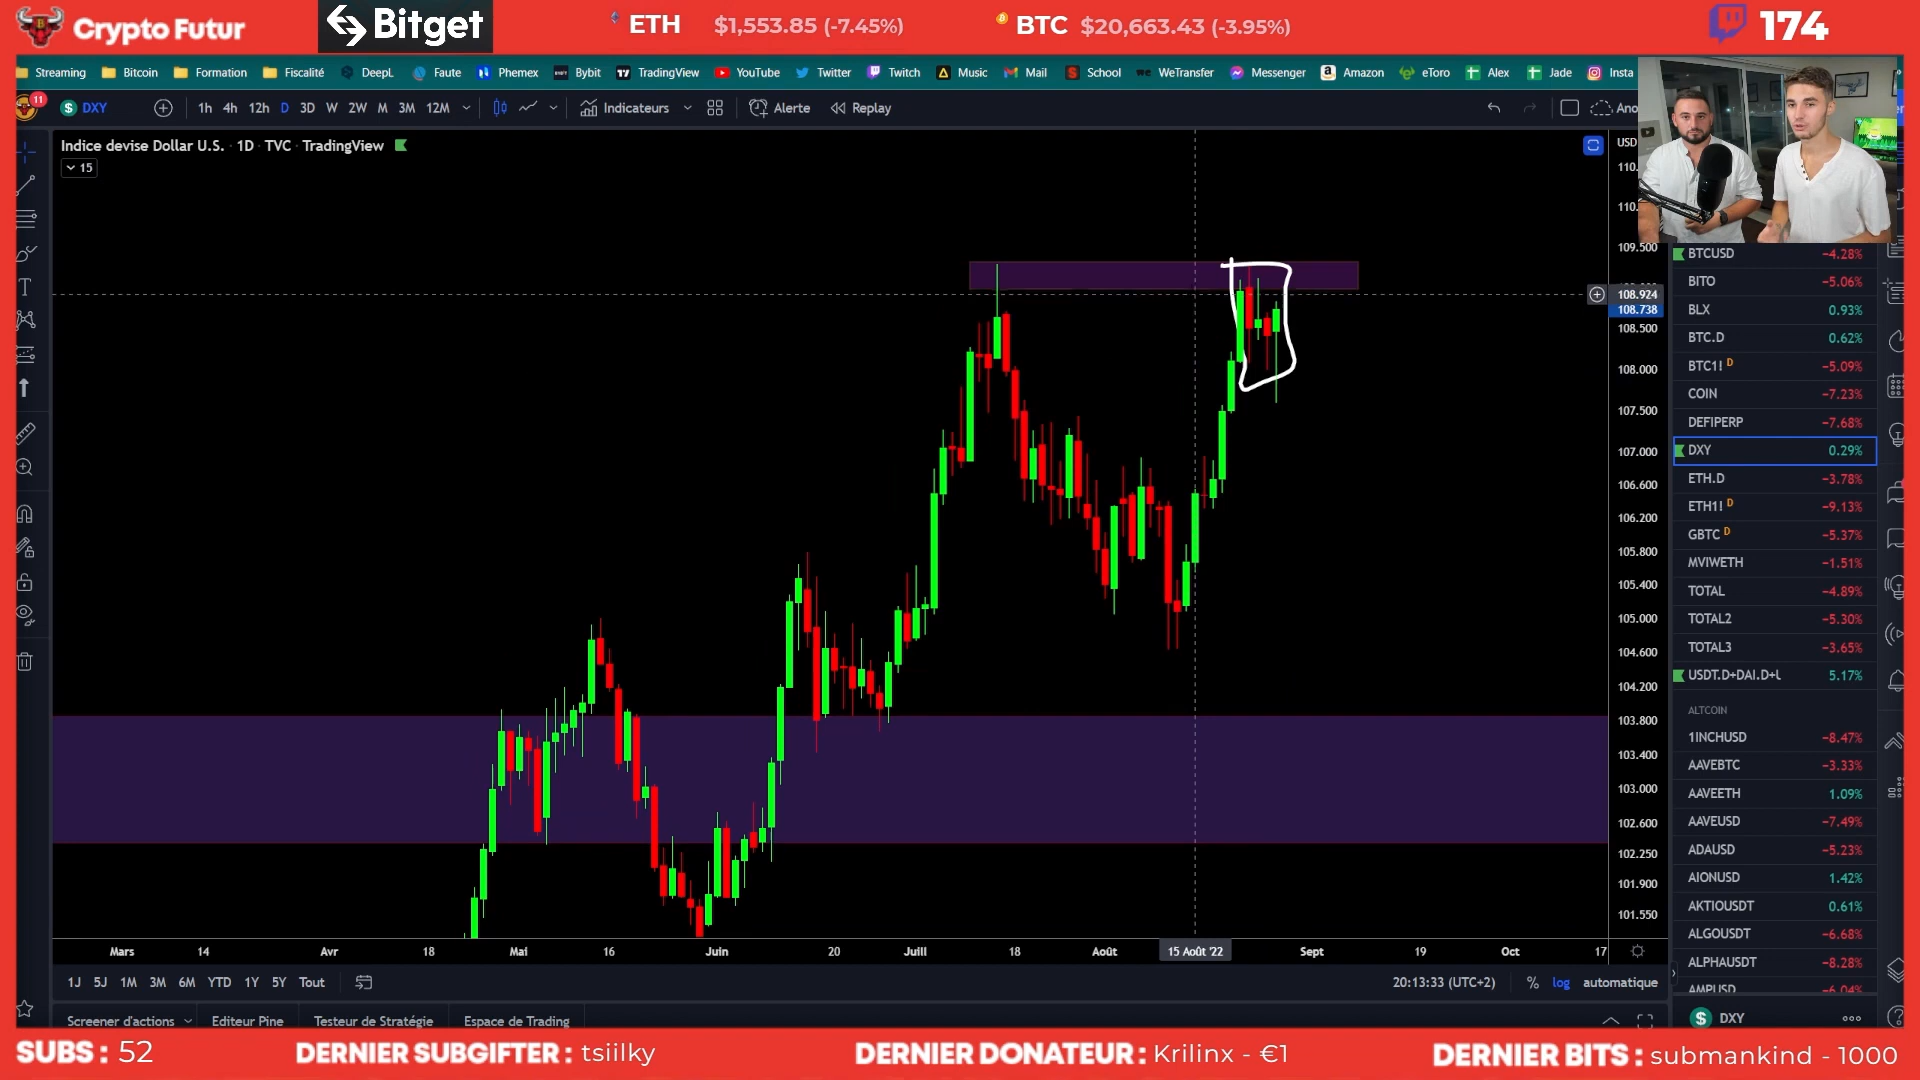 Crypto Futur
Bitget
ETH $1,553.85 (-7.45%)
BTC $20,663.43 (-3.95%)
174
Streaming Bitcoin Formation Fiscalité DeepL Faute Phemex Bybit TradingView YouTube Twitter Twitch Music Mail School WeTransfer Messenger Amazon eToro Alex Jade Insta
11
$ DXY 1h 4h 12h D 3D W 2W M 3M 12M Indicateurs Alerte Replay Ano
Indice devise Dollar U.S. · 1D · TVC · TradingView
15
USD
110.
110.
109.500
108.924
108.738
108.500
108.000
107.500
107.000
106.600
106.200
105.800
105.400
105.000
104.600
104.200
103.800
103.400
103.000
102.600
102.250
101.900
101.550
BTCUSD −4.28%
BITO −5.06%
BLX 0.93%
BTC.D 0.62%
BTC1! D −5.09%
COIN −7.23%
DEFIPERP −7.68%
DXY 0.29%
ETH.D −3.78%
ETH1! D −9.13%
GBTC D −5.37%
MVIWETH −1.51%
TOTAL −4.89%
TOTAL2 −5.30%
TOTAL3 −3.65%
USDT.D+DAI.D+U 5.17%
ALTCOIN
1INCHUSD −8.47%
AAVEBTC −3.33%
AAVEETH 1.09%
AAVEUSD −7.49%
ADAUSD −5.23%
AIONUSD 1.42%
AKTIOUSDT 0.61%
ALGOUSDT −6.68%
ALPHAUSDT −8.28%
AMPUSD −6.04%
Mars 14 Avr 18 Mai 16 Juin 20 Juill 18 Août 15 Août '22 Sept 19 Oct 17
1J 5J 1M 3M 6M YTD 1Y 5Y Tout 20:13:33 (UTC+2) % log automatique
Screener d'actions Editeur Pine Testeur de Stratégie Espace de Trading
$ DXY
SUBS : 52 DERNIER SUBGIFTER : tsiilky DERNIER DONATEUR : Krilinx - €1 DERNIER BITS : submankind - 1000